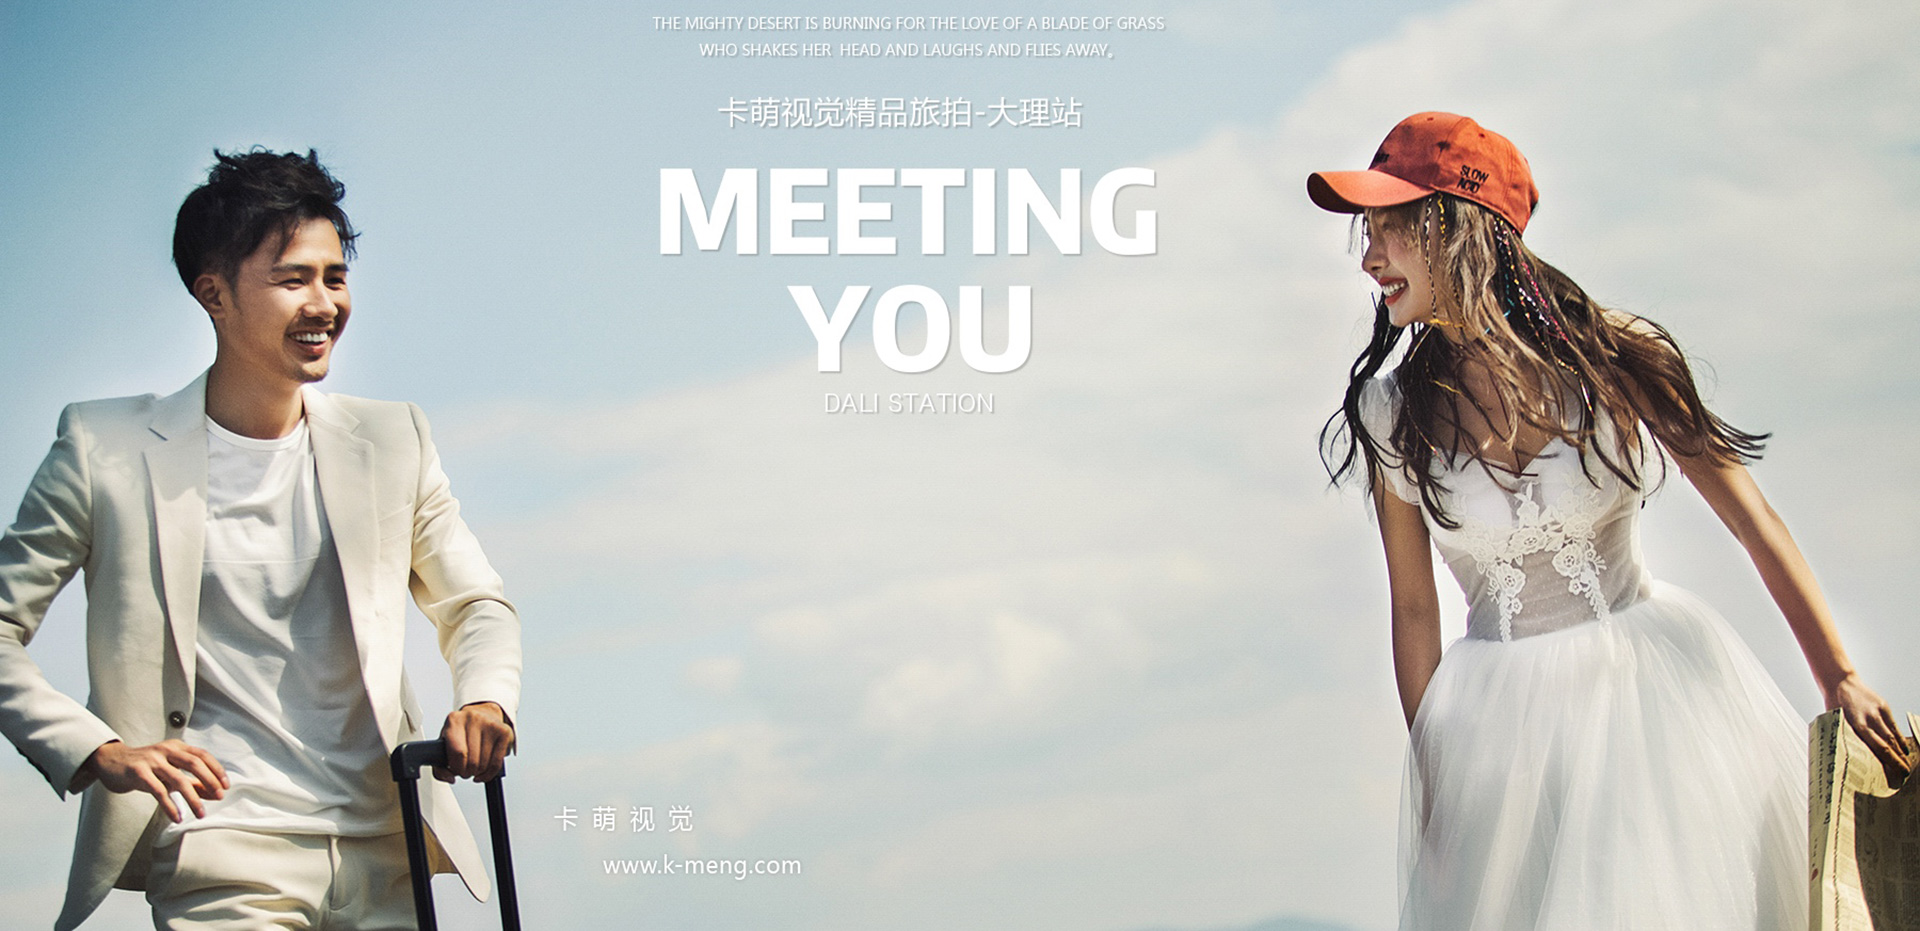 THE MIGHTY DESERT IS BURNING FOR THE LOVE OF A BLADE OF GRASS
WHO SHAKES HER HEAD AND LAUGHS AND FLIES AWAY。
卡萌视觉精品旅拍-大理站
MEETING
YOU
DALI STATION
SLOW
ACID
卡萌视觉
www.k-meng.com